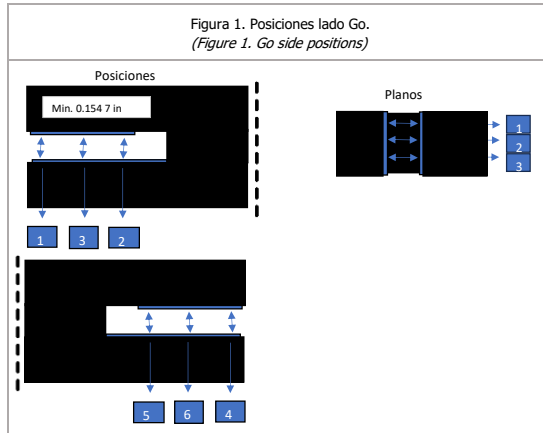 Figura 1. Posiciones lado Go.
(Figure 1. Go side positions)
Posiciones
Min. 0.154 7 in
1 3 2
Planos
1
2
3
5 6 4